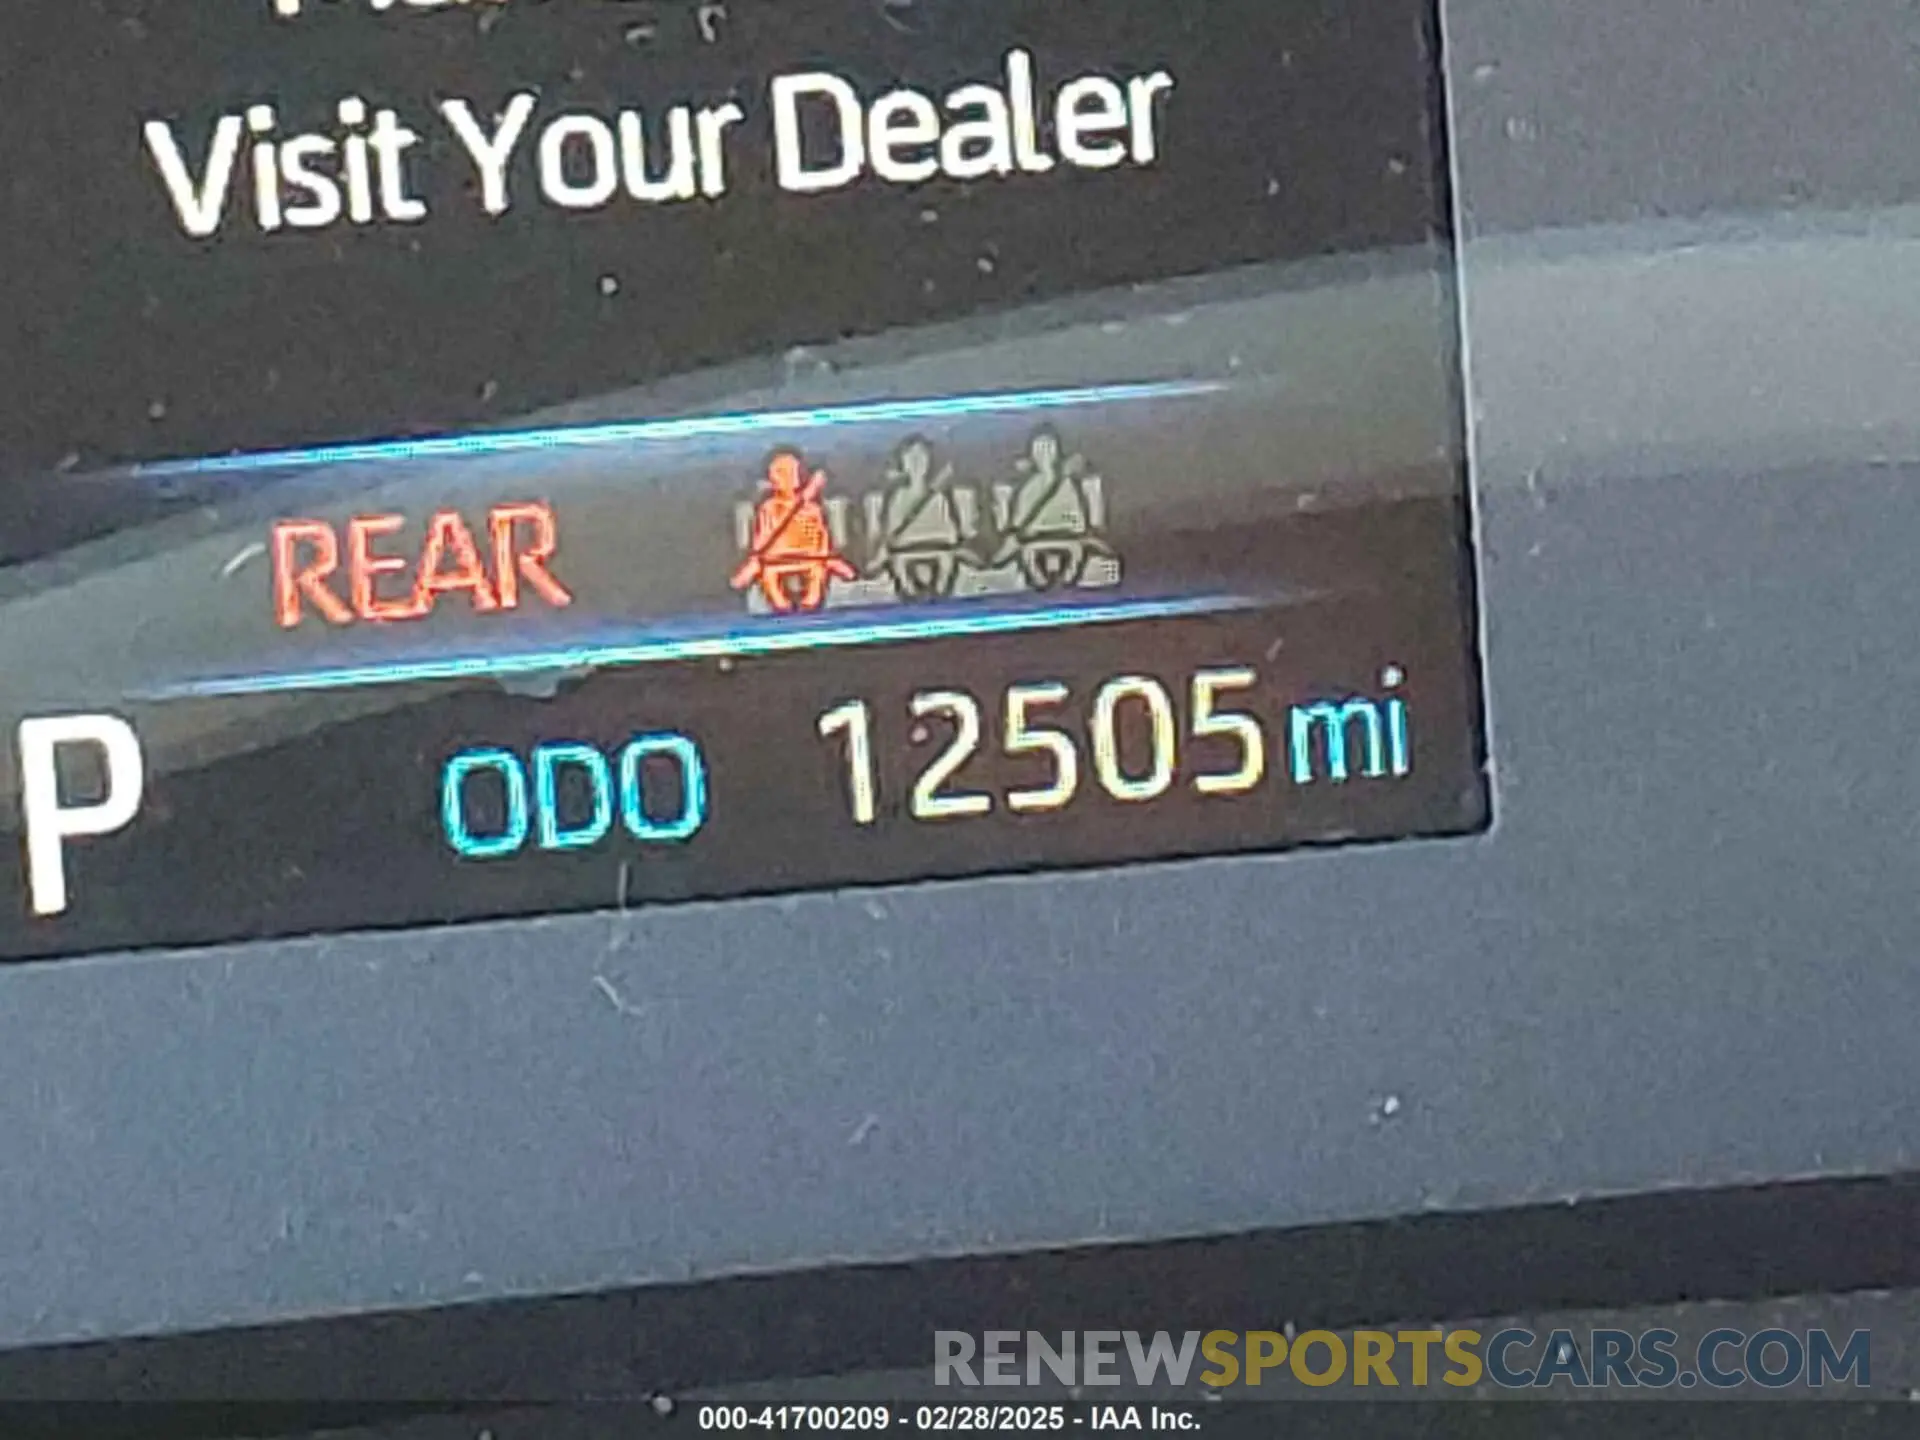 Visit Your Dealer
REAR
P ODO 12505 mi
RENEWSPORTSCARS.COM
000-41700209 - 02/28/2025 - IAA Inc.